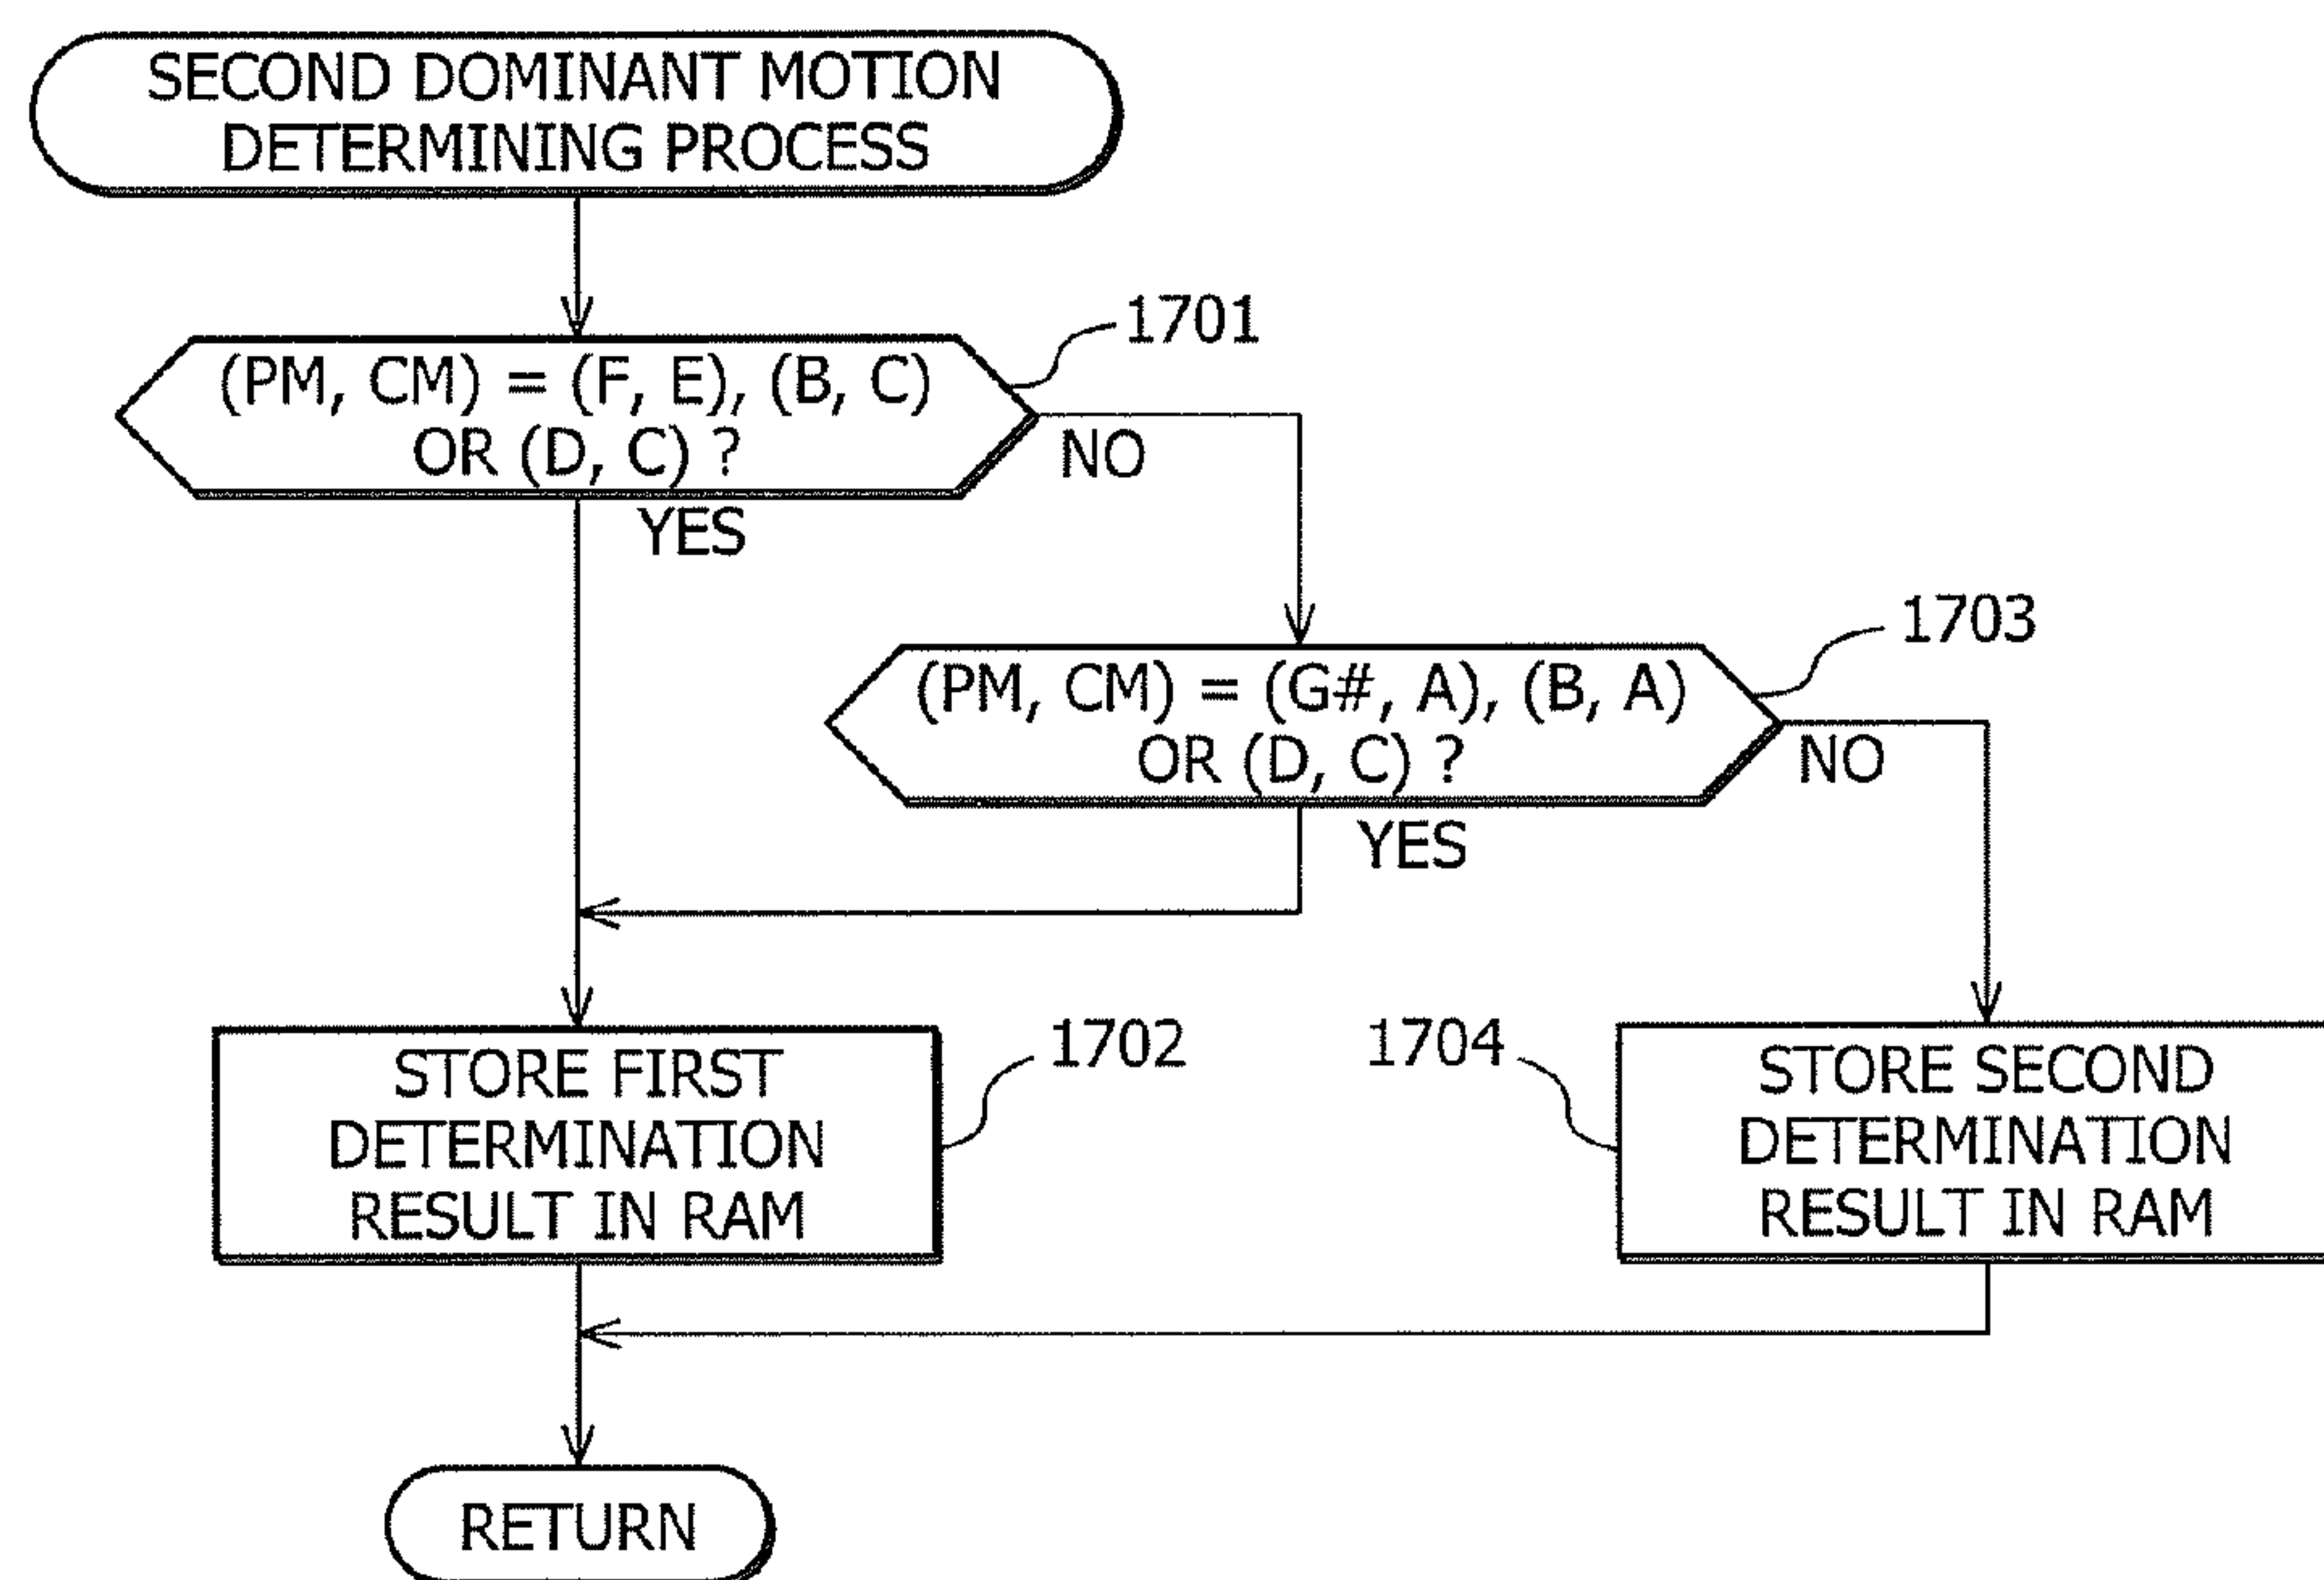 SECOND DOMINANT MOTION
DETERMINING PROCESS
1701
(PM, CM) = (F, E), (B, C)
OR (D, C) ?
NO
YES
1703
(PM, CM) = (G#, A), (B, A)
OR (D, C) ?
NO
YES
1702
STORE FIRST
DETERMINATION
RESULT IN RAM
1704
STORE SECOND
DETERMINATION
RESULT IN RAM
RETURN